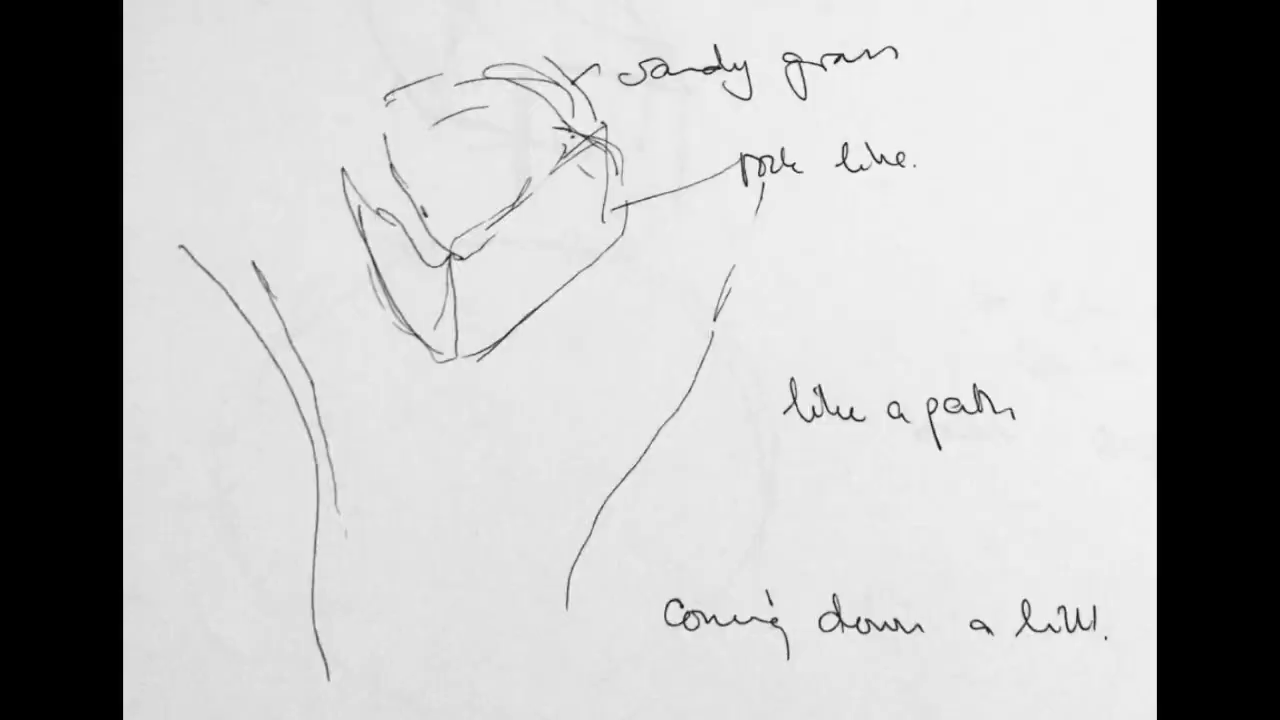 sandy grass
rock like.
like a path
coming down a hill.